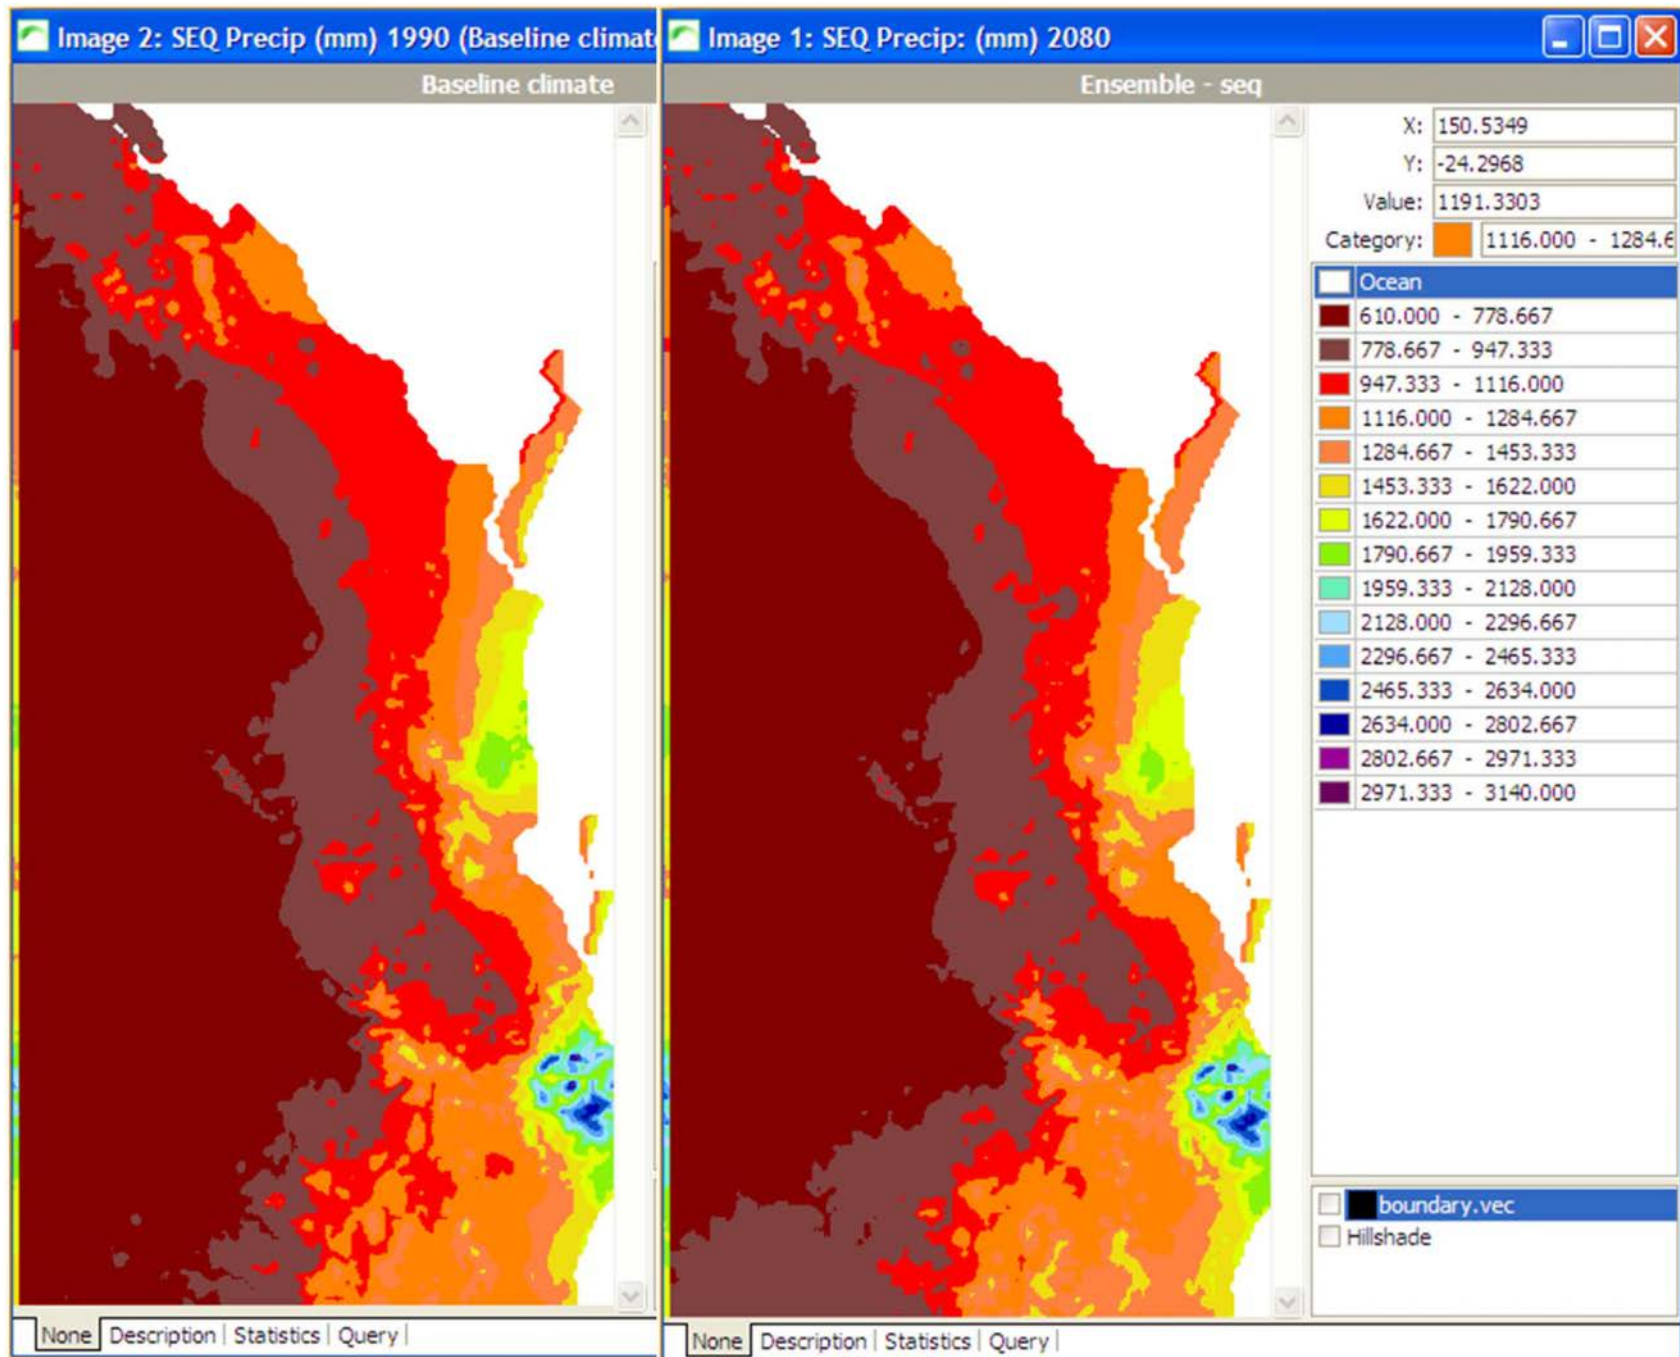 Image 2: SEQ Precip (mm) 1990 (Baseline climat
Baseline climate
None Description Statistics Query
Image 1: SEQ Precip: (mm) 2080
Ensemble - seq
X: 150.5349
Y: -24.2968
Value: 1191.3303
Category: 1116.000 - 1284.6
Ocean
610.000 - 778.667
778.667 - 947.333
947.333 - 1116.000
1116.000 - 1284.667
1284.667 - 1453.333
1453.333 - 1622.000
1622.000 - 1790.667
1790.667 - 1959.333
1959.333 - 2128.000
2128.000 - 2296.667
2296.667 - 2465.333
2465.333 - 2634.000
2634.000 - 2802.667
2802.667 - 2971.333
2971.333 - 3140.000
boundary.vec
Hillshade
None Description Statistics Query